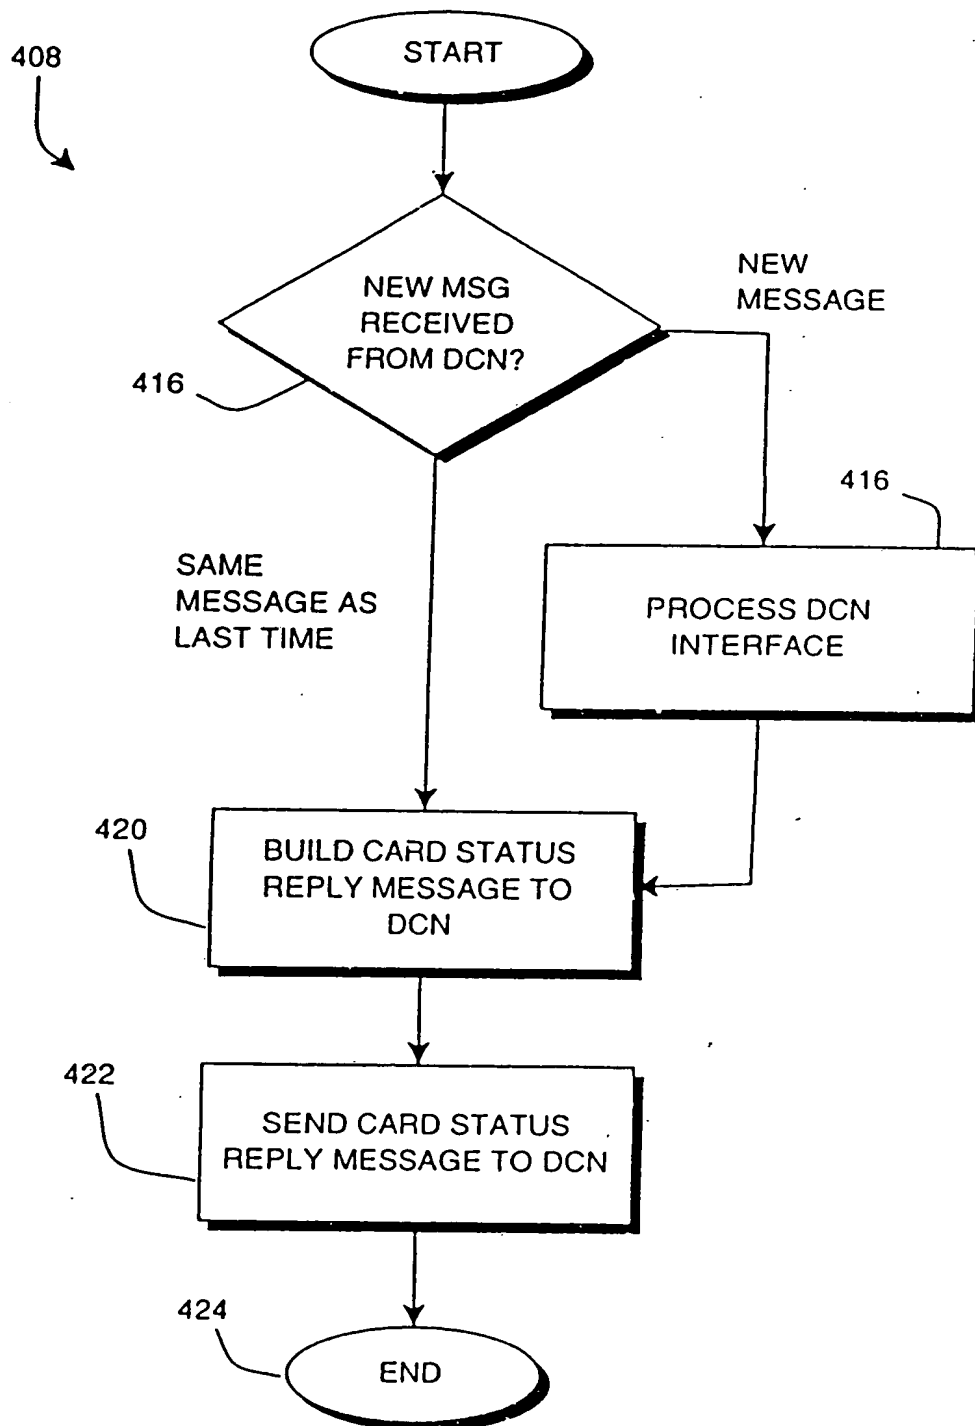 408
START
NEW MSG
RECEIVED
FROM DCN?
416
NEW
MESSAGE
416
SAME
MESSAGE AS
LAST TIME
PROCESS DCN
INTERFACE
420
BUILD CARD STATUS
REPLY MESSAGE TO
DCN
422
SEND CARD STATUS
REPLY MESSAGE TO DCN
424
END